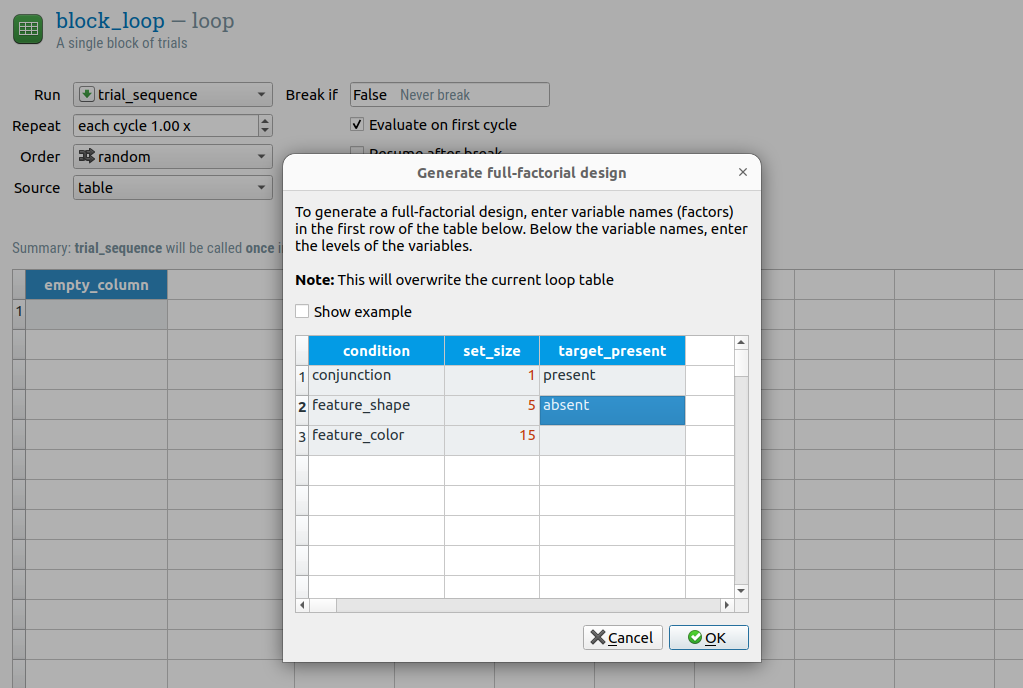 block_loop — loop
A single block of trials
Run trial_sequence Break if False Never break
Repeat each cycle 1.00 x Evaluate on first cycle
Order random Resume after break
Source table
Summary: trial_sequence will be called once
empty_column
1
Generate full-factorial design
To generate a full-factorial design, enter variable names (factors)
in the first row of the table below. Below the variable names, enter
the levels of the variables.
Note: This will overwrite the current loop table
Show example
condition set_size target_present
1 conjunction 1 present
2 feature_shape 5 absent
3 feature_color 15
Cancel OK